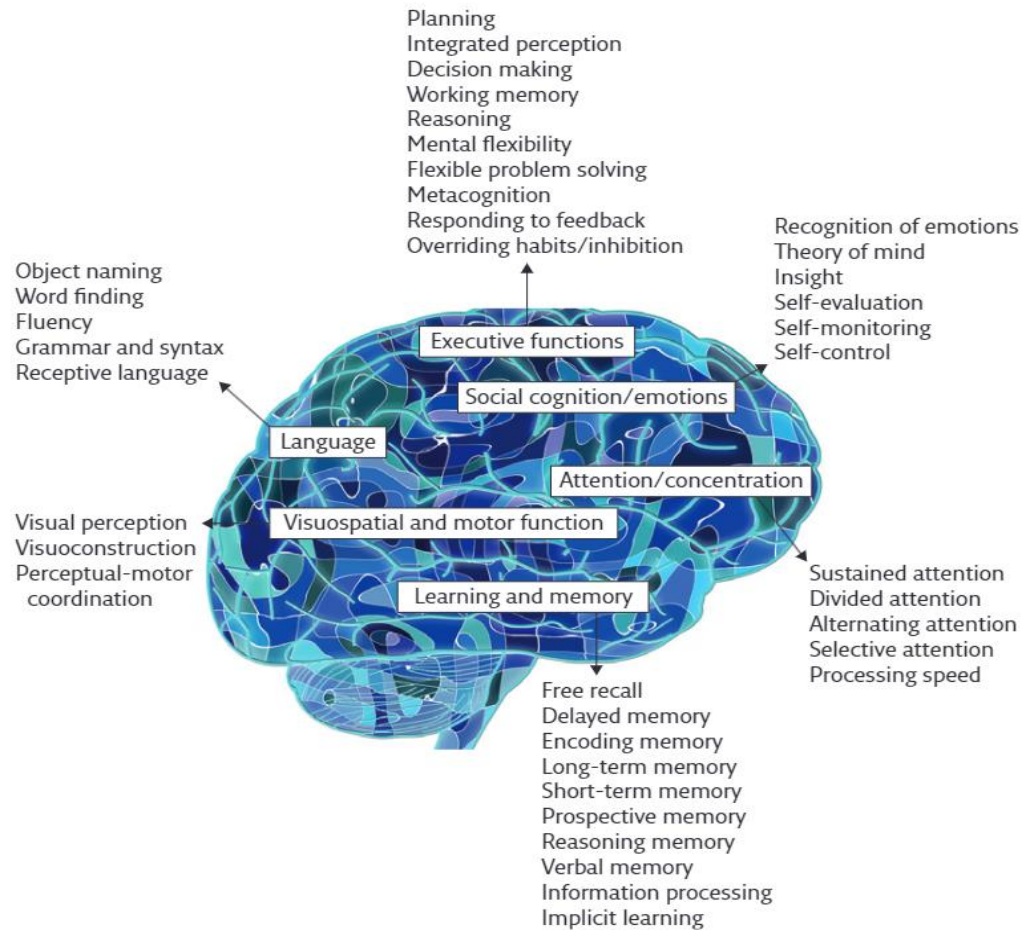 Planning
Integrated perception
Decision making
Working memory
Reasoning
Mental flexibility
Flexible problem solving
Metacognition
Responding to feedback
Overriding habits/inhibition
Recognition of emotions
Theory of mind
Insight
Self-evaluation
Self-monitoring
Self-control
Object naming
Word finding
Fluency
Grammar and syntax
Receptive language
Executive functions
Social cognition/emotions
Language
Attention/concentration
Visuospatial and motor function
Learning and memory
Visual perception
Visuoconstruction
Perceptual-motor
coordination
Sustained attention
Divided attention
Alternating attention
Selective attention
Processing speed
Free recall
Delayed memory
Encoding memory
Long-term memory
Short-term memory
Prospective memory
Reasoning memory
Verbal memory
Information processing
Implicit learning